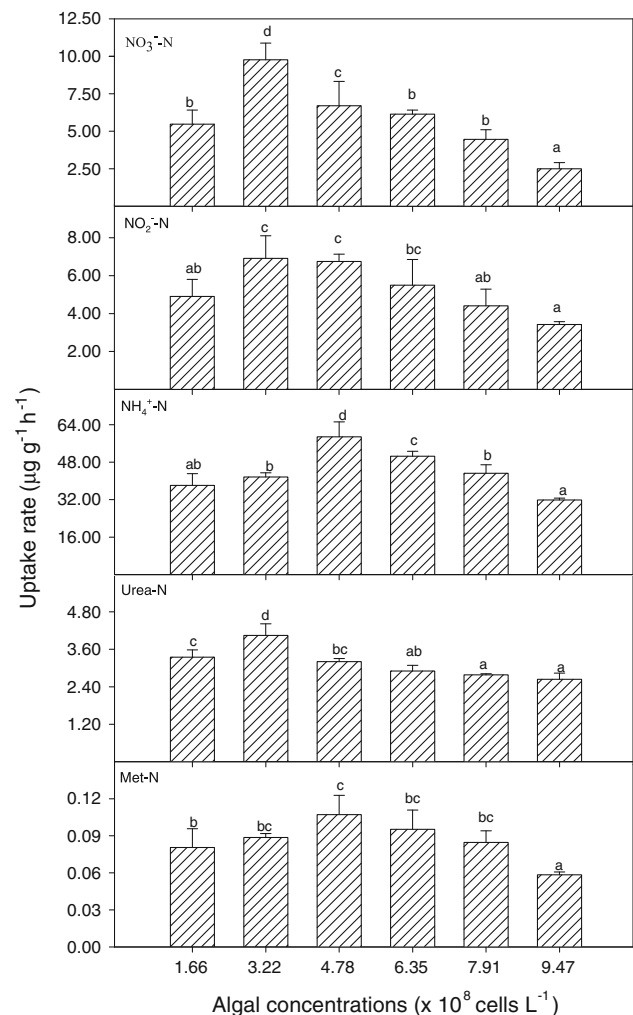 12.50
NO₃⁻-N
d
10.00
c
7.50
b b b
5.00
a
2.50
NO₂⁻-N
8.00
c c
bc
ab ab
6.00
a
4.00
2.00
NH₄⁺-N
d
64.00
c
ab b b
48.00
a
32.00
16.00
Urea-N
d
4.80
c bc ab a a
3.60
2.40
1.20
Met-N
c
0.12
b bc bc bc
0.09
a
0.06
0.03
0.00
1.66 3.22 4.78 6.35 7.91 9.47
Algal concentrations (x 10⁸ cells L⁻¹)
Uptake rate (µg g⁻¹ h⁻¹)